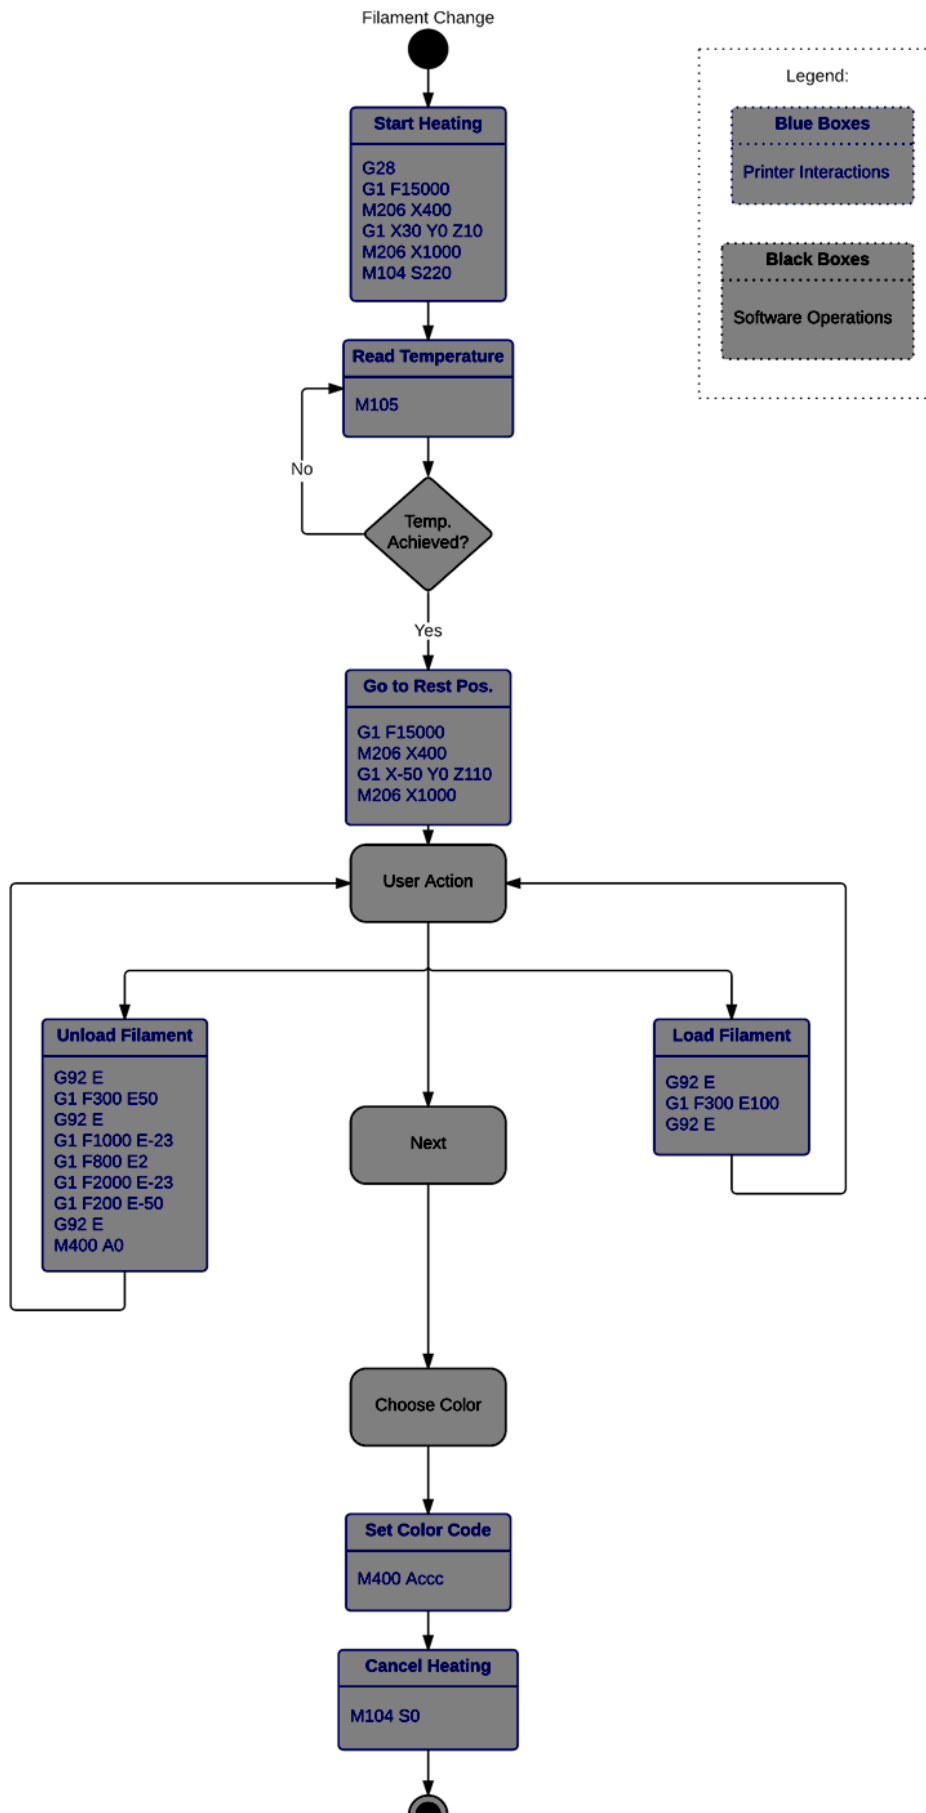 Filament Change
Legend:
Start Heating
G28
G1 F15000
M206 X400
G1 X30 Y0 Z10
M206 X1000
M104 S220
Blue Boxes
Printer Interactions
Black Boxes
Software Operations
Read Temperature
M105
No
Temp.
Achieved?
Yes
Go to Rest Pos.
G1 F15000
M206 X400
G1 X-50 Y0 Z110
M206 X1000
User Action
Unload Filament
G92 E
G1 F300 E50
G92 E
G1 F1000 E-23
G1 F800 E2
G1 F2000 E-23
G1 F200 E-50
G92 E
M400 A0
Next
Load Filament
G92 E
G1 F300 E100
G92 E
Choose Color
Set Color Code
M400 Accc
Cancel Heating
M104 S0